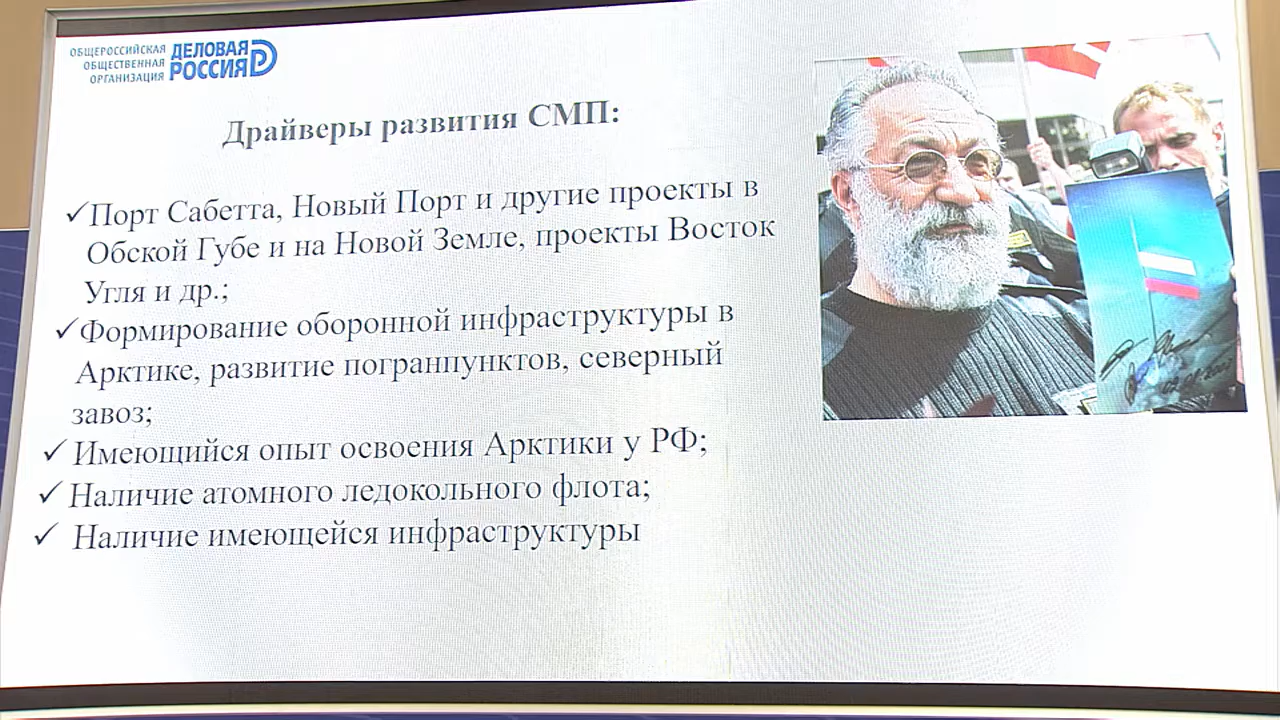 ОБЩЕРОССИЙСКАЯ
ОБЩЕСТВЕННАЯ
ОРГАНИЗАЦИЯ
ДЕЛОВАЯ
РОССИЯ
Драйверы развития СМП:
✓Порт Сабетта, Новый Порт и другие проекты в
Обской Губе и на Новой Земле, проекты Восток
Угля и др.;
✓Формирование оборонной инфраструктуры в
Арктике, развитие погранпунктов, северный
завоз;
✓ Имеющийся опыт освоения Арктики у РФ;
✓ Наличие атомного ледокольного флота;
✓ Наличие имеющейся инфраструктуры